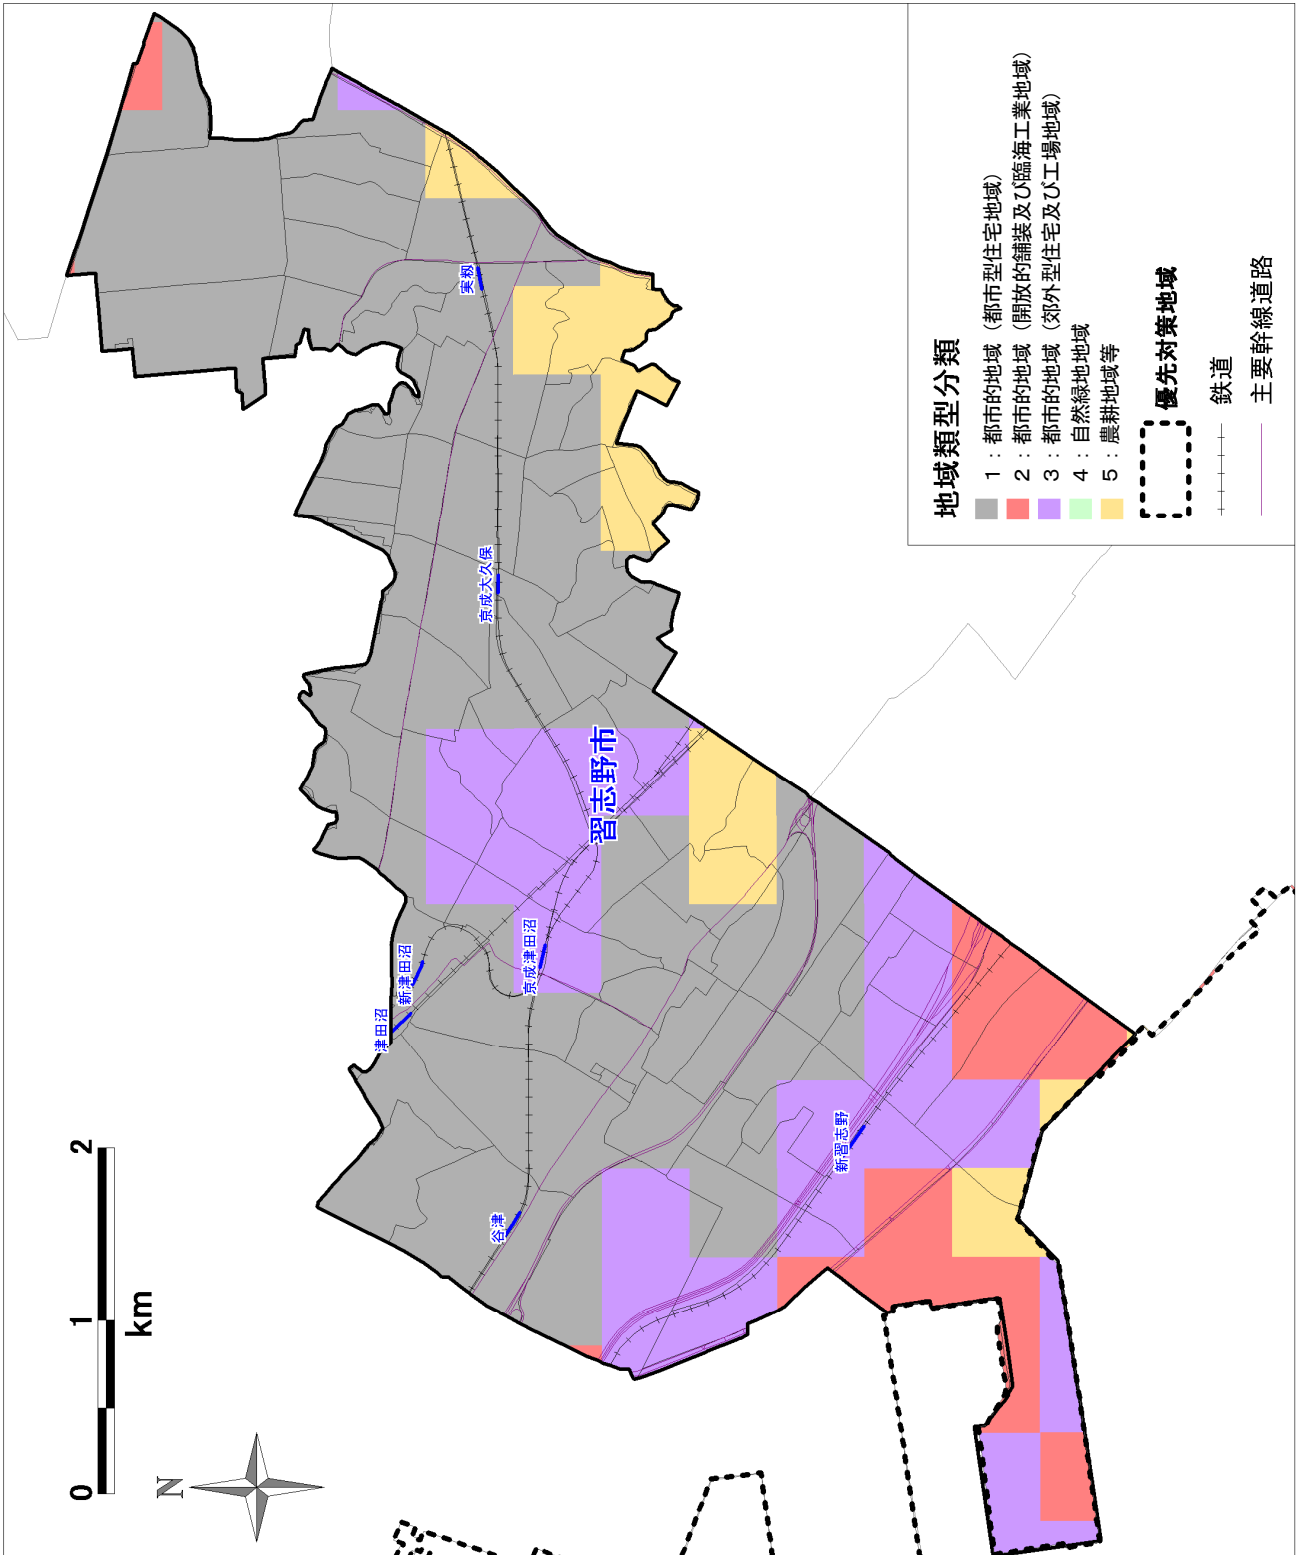 地域類型分類
1：都市的地域（都市型住宅地域）
2：都市的地域（開放的舗装及び臨海工業地域）
3：都市的地域（郊外型住宅及び工場地域）
4：自然緑地地域
5：農耕地域等
優先対策地域
鉄道
主要幹線道路
習志野市
津田沼
新津田沼
京成津田沼
京成大久保
実籾
谷津
新習志野
0 1 2
km
N